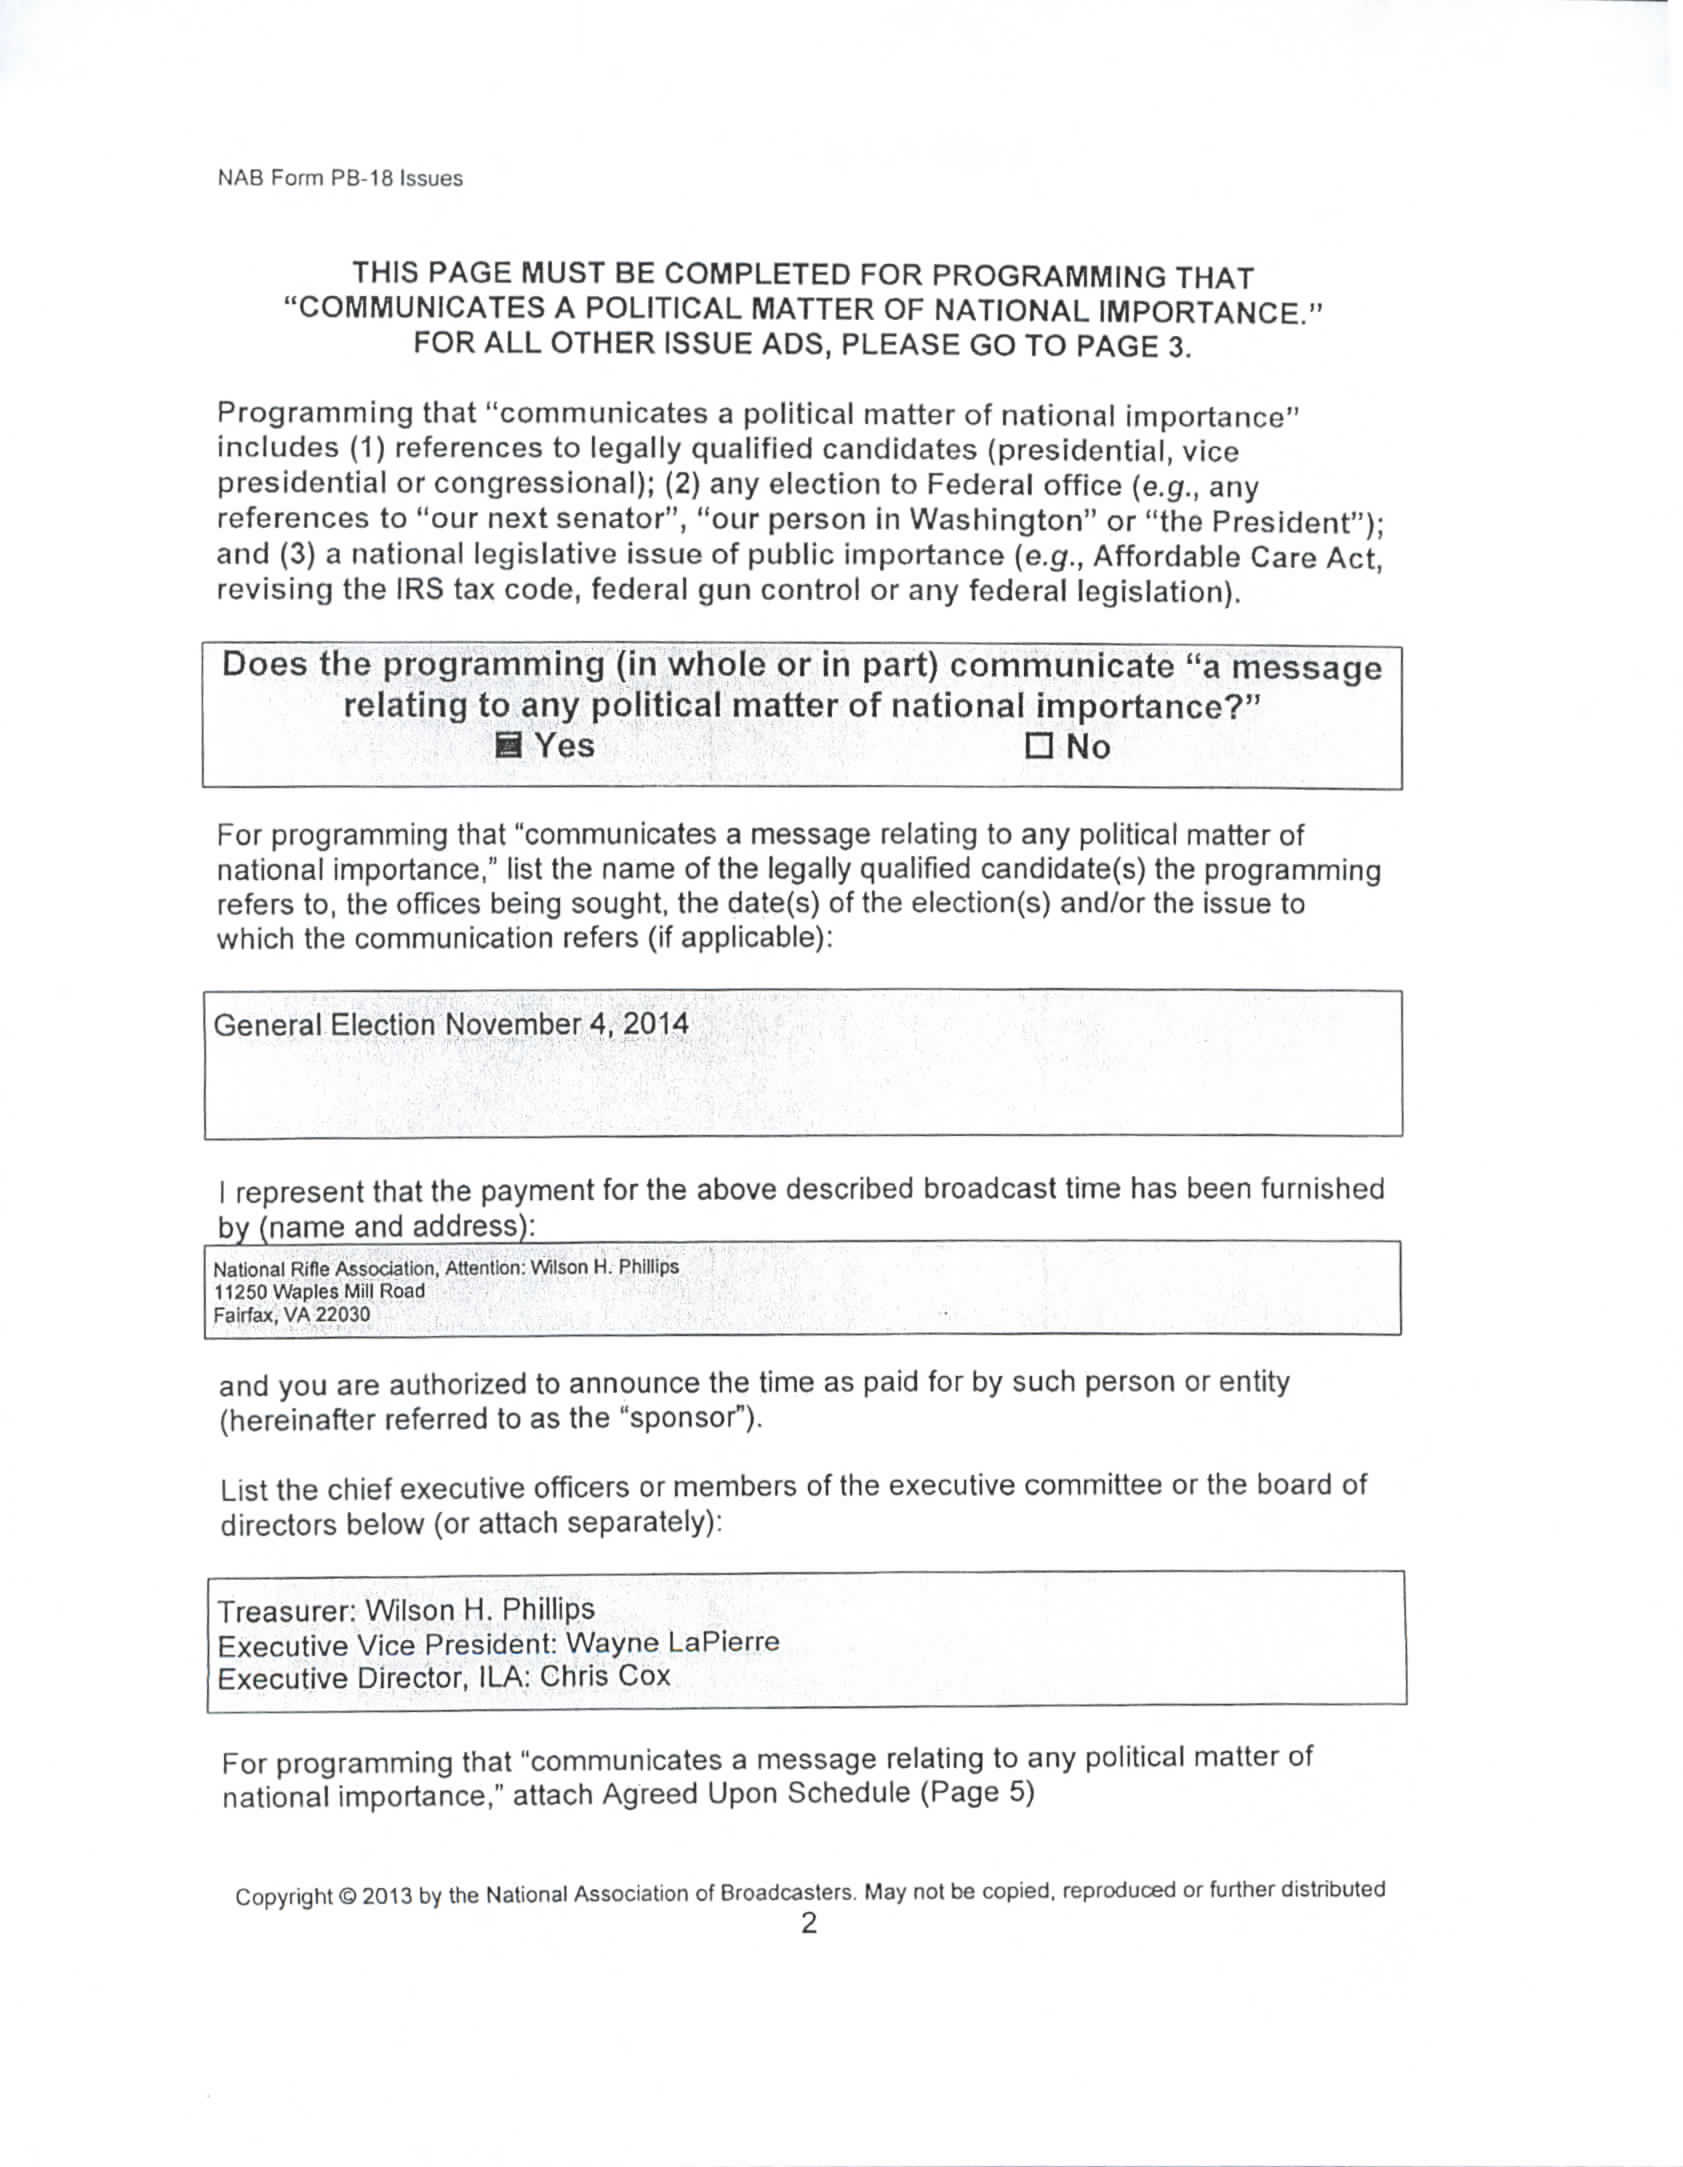 NAB Form PB-18 Issues
THIS PAGE MUST BE COMPLETED FOR PROGRAMMING THAT
“COMMUNICATES A POLITICAL MATTER OF NATIONAL IMPORTANCE.”
FOR ALL OTHER ISSUE ADS, PLEASE GO TO PAGE 3.
Programming that “communicates a political matter of national importance”
includes (1) references to legally qualified candidates (presidential, vice
presidential or congressional); (2) any election to Federal office (e.g., any
references to “our next senator”, “our person in Washington” or “the President”);
and (3) a national legislative issue of public importance (e.g., Affordable Care Act,
revising the IRS tax code, federal gun control or any federal legislation).
Does the programming (in whole or in part) communicate “a message
relating to any political matter of national importance?”
Yes ☐ No
For programming that “communicates a message relating to any political matter of
national importance,” list the name of the legally qualified candidate(s) the programming
refers to, the offices being sought, the date(s) of the election(s) and/or the issue to
which the communication refers (if applicable):
General Election November 4, 2014
I represent that the payment for the above described broadcast time has been furnished
by (name and address):
National Rifle Association, Attention: Wilson H. Phillips
11250 Waples Mill Road
Fairfax, VA 22030
and you are authorized to announce the time as paid for by such person or entity
(hereinafter referred to as the “sponsor”).
List the chief executive officers or members of the executive committee or the board of
directors below (or attach separately):
Treasurer: Wilson H. Phillips
Executive Vice President: Wayne LaPierre
Executive Director, ILA: Chris Cox
For programming that “communicates a message relating to any political matter of
national importance,” attach Agreed Upon Schedule (Page 5)
Copyright © 2013 by the National Association of Broadcasters. May not be copied, reproduced or further distributed
2